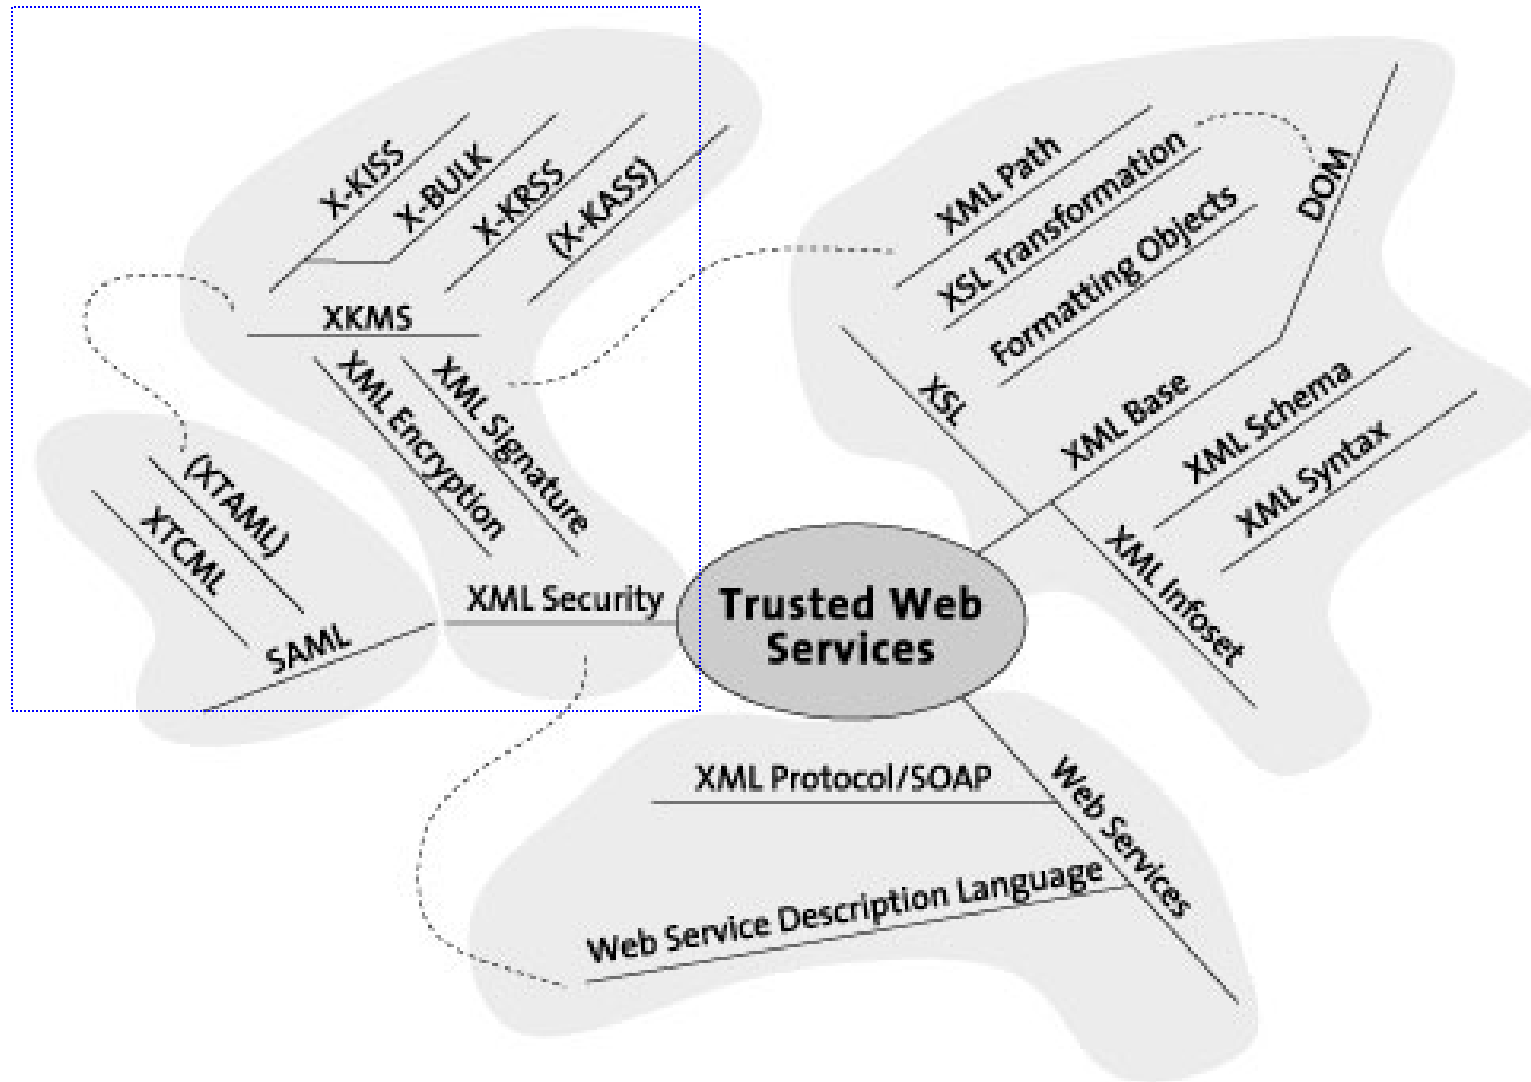 X-KISS
X-BULK
X-KRSS
(X-KASS)
XKMS
XML Encryption
XML Signature
(XTAML)
XTCML
SAML
XML Security
Trusted Web
Services
XML Path
XSL Transformation
Formatting Objects
DOM
XSL
XML Base
XML Schema
XML Syntax
XML Infoset
XML Protocol/SOAP
Web Services
Web Service Description Language